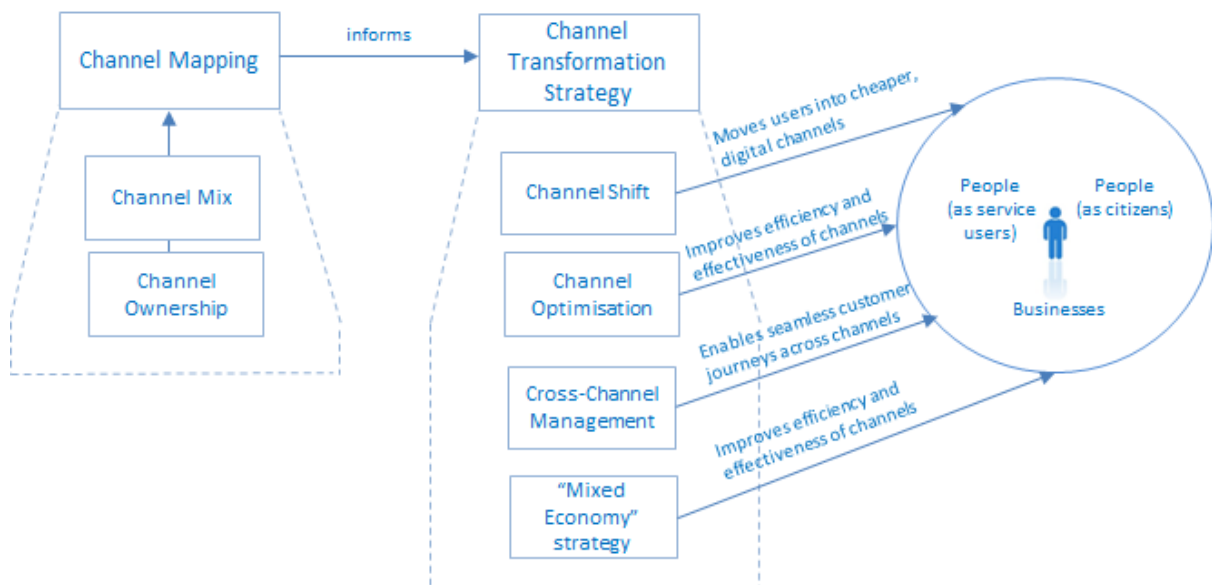 Channel Mapping
informs
Channel
Transformation
Strategy
Channel Mix
Channel
Ownership
Channel Shift
Moves users into cheaper,
digital channels
Channel
Optimisation
Improves efficiency and
effectiveness of channels
Cross-Channel
Management
Enables seamless customer
journeys across channels
“Mixed
Economy”
strategy
Improves efficiency and
effectiveness of channels
People
(as service
users)
People
(as citizens)
Businesses